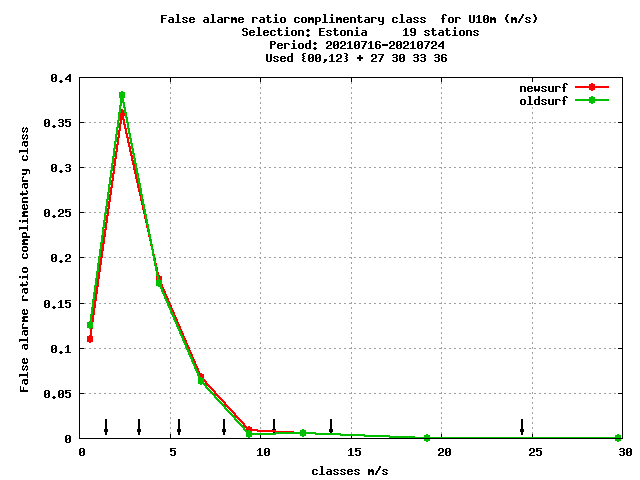 False alarme ratio complimentary class  for U10m (m/s)
Selection: Estonia     19 stations
Period: 20210716-20210724
Used {00,12} + 27 30 33 36
newsurf
oldsurf
False alarme ratio complimentary class
0.4
0.35
0.3
0.25
0.2
0.15
0.1
0.05
0
0 5 10 15 20 25 30
classes m/s